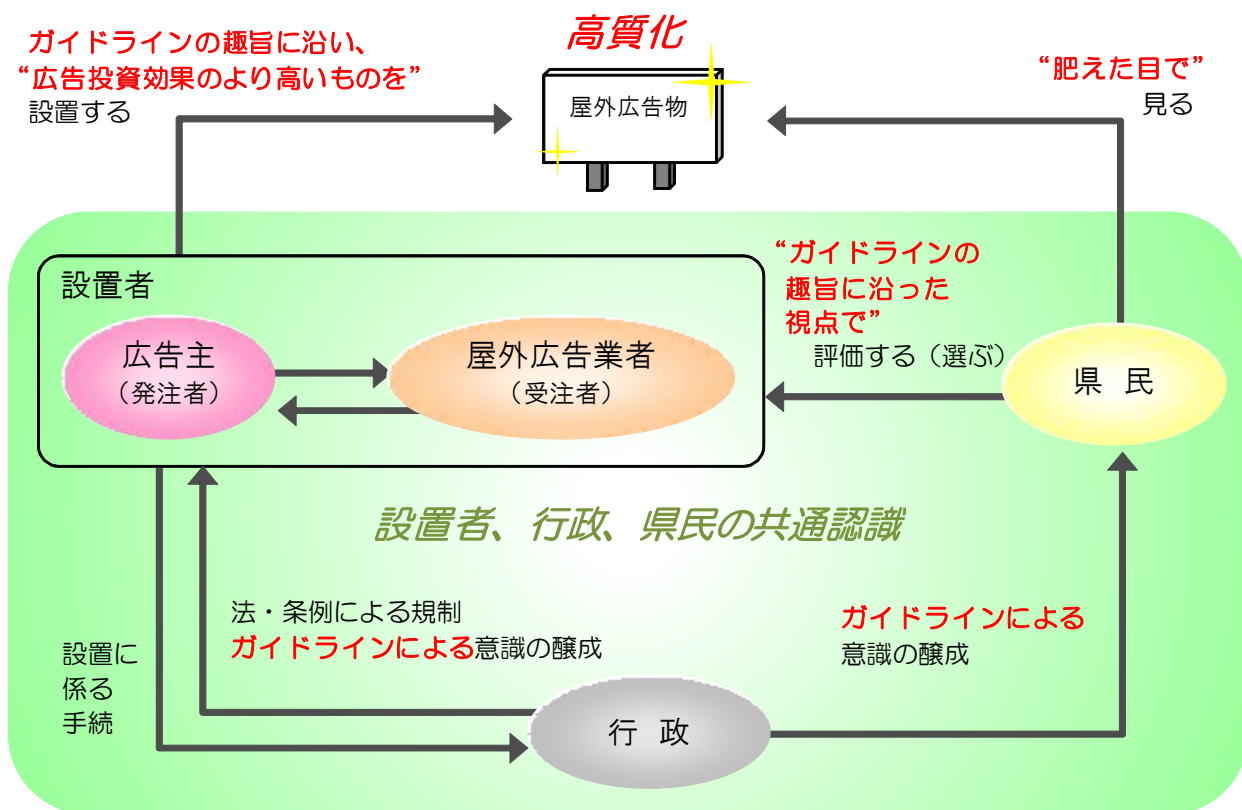 高質化
ガイドラインの趣旨に沿い、
“広告投資効果のより高いものを”
設置する
屋外広告物
“肥えた目で”
見る
設置者
広告主
（発注者）
屋外広告業者
（受注者）
“ガイドラインの
趣旨に沿った
視点で”
評価する（選ぶ）
県 民
設置者、行政、県民の共通認識
法・条例による規制
ガイドラインによる意識の醸成
ガイドラインによる
意識の醸成
設置に
係る
手続
行 政